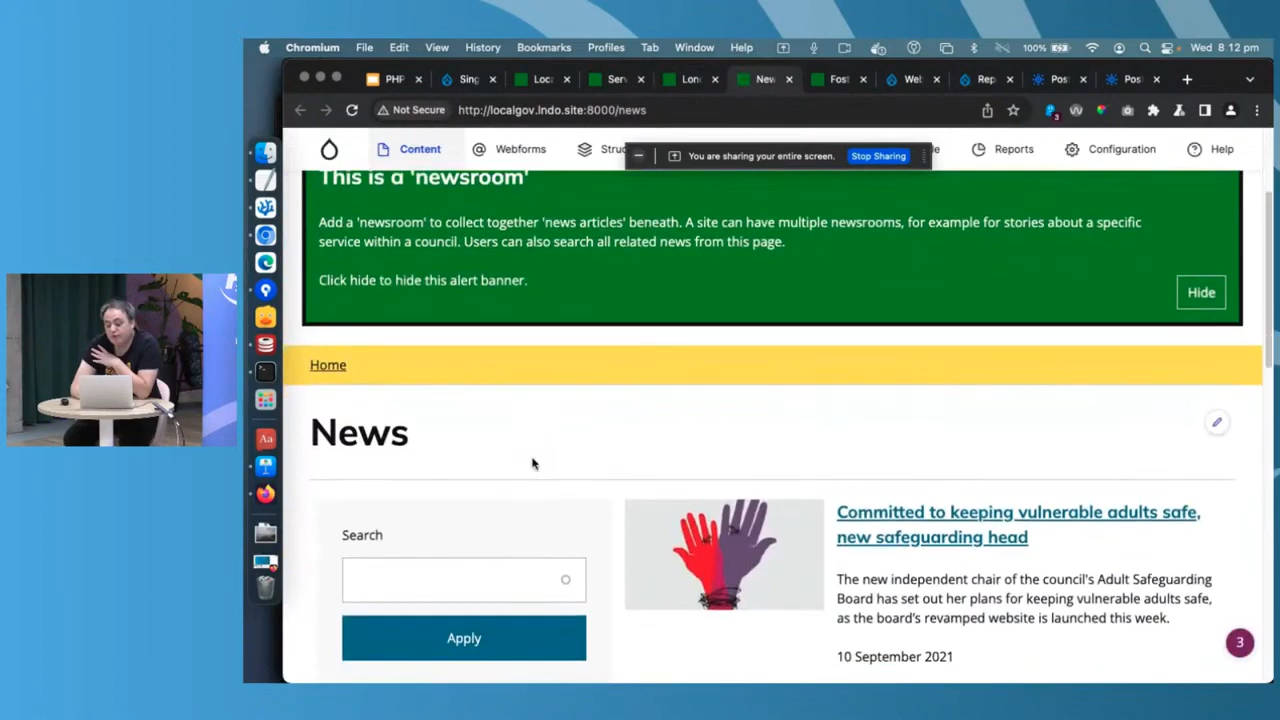 Chromium File Edit View History Bookmarks Profiles Tab Window Help 100% Wed 8:12 pm
PHP Sing Loca Serv Lond New Fost Web Rep Pos Pos
Not Secure http://localgov.lndo.site:8000/news
3
Content Webforms Struc Reports Configuration Help
You are sharing your entire screen. Stop Sharing
This is a 'newsroom'
Add a 'newsroom' to collect together 'news articles' beneath. A site can have multiple newsrooms, for example for stories about a specific
service within a council. Users can also search all related news from this page.
Click hide to hide this alert banner.
Hide
Home
News
Search
Apply
Committed to keeping vulnerable adults safe,
new safeguarding head
The new independent chair of the council's Adult Safeguarding
Board has set out her plans for keeping vulnerable adults safe,
as the board's revamped website is launched this week.
10 September 2021
3
Aa